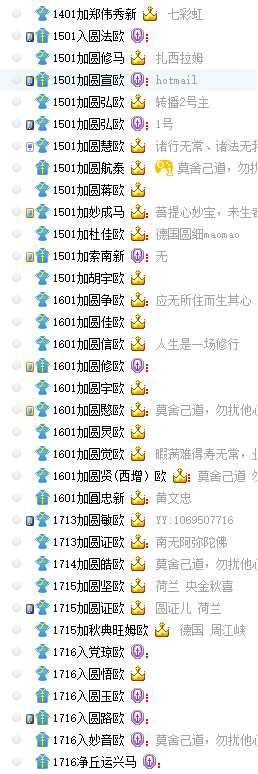 1401加郑伟秀新 七彩虹
1501入圆法欧
1501加圆修马 扎西拉姆
1501加圆宣欧 hotmail
1501加圆弘欧 转播2号主
1501加圆弘欧 1号
1501加圆慧欧 诸行无常、诸法无
1501加圆航泰 莫舍己道，勿扰
1501加圆蒋欧
1501加妙成马 菩提心妙宝，未生者
1501加杜佳欧 德国圆细maomao
1501加索南新 无
1501加胡宇欧
1601加圆争欧 应无所住而生其心
1601加圆佳欧
1601加圆信欧 人生是一场修行
1601加圆修欧
1601加圆宇欧
1601加圆愍欧 莫舍己道，勿扰他心
1601加圆炅欧
1601加圆觉欧 暇满难得寿无常，业
1601加圆贤(西增)欧 莫舍己道 勿
1601加圓忠新 黄文忠
1713加圆敏欧 YY:1069507716
1713加圆证欧 南无阿弥陀佛
1714加圆皓欧 莫舍己道，勿扰他心
1715加圆坚欧 荷兰 央金秋喜
1715加圆证欧 圆证儿 荷兰
1715加秋典旺姆欧 德国 周江峡
1716入党琼欧
1716入圆悟欧
1716入圆玉欧
1716入圆路欧
1716入妙音欧 莫舍己道，勿扰他心
1716净丘运兴马